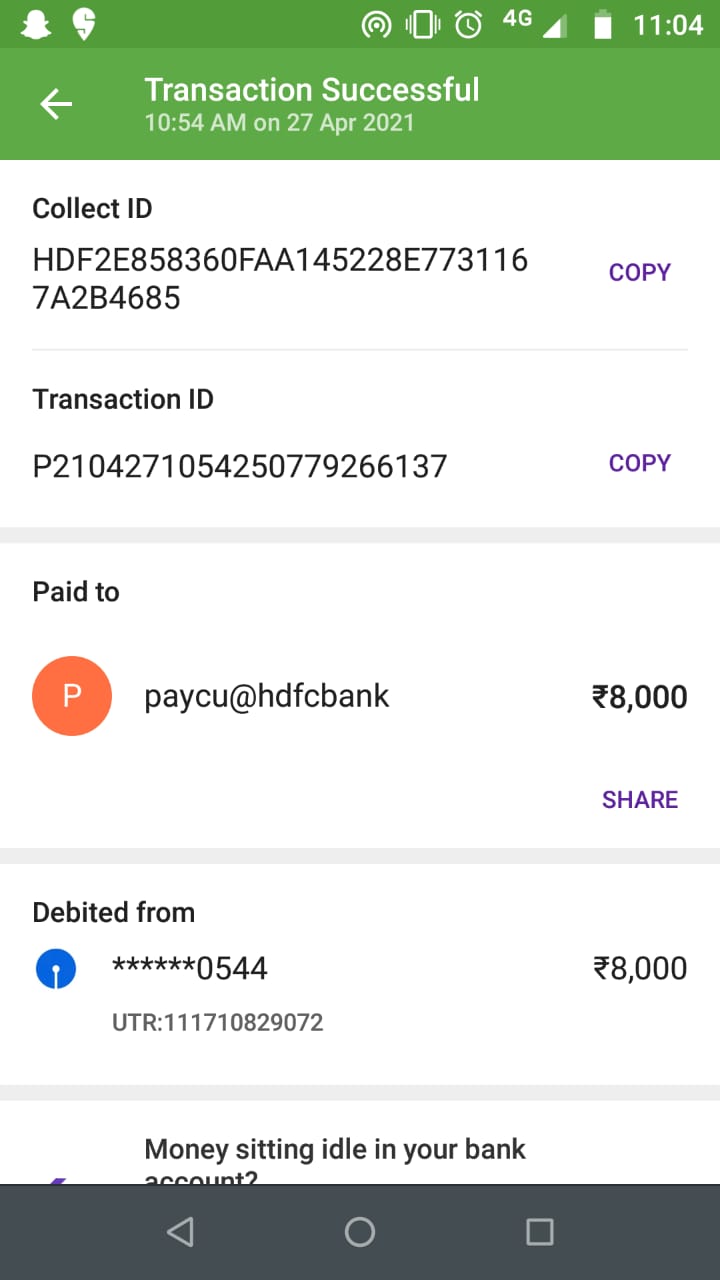 4G 11:04
Transaction Successful
10:54 AM on 27 Apr 2021
Collect ID
HDF2E858360FAA145228E773116
7A2B4685
COPY
Transaction ID
P2104271054250779266137
COPY
Paid to
P paycu@hdfcbank ₹8,000
SHARE
Debited from
******0544 ₹8,000
UTR:111710829072
Money sitting idle in your bank
account?